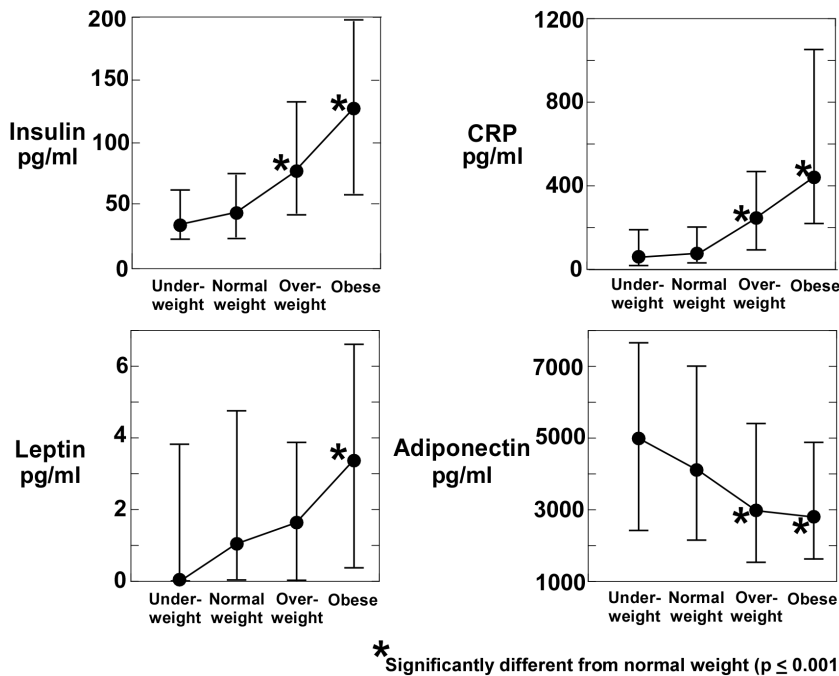 200
150
100
50
0
Insulin
pg/ml
*
*
Under-
weight
Normal
weight
Over-
weight
Obese
1200
800
400
0
CRP
pg/ml
*
*
Under-
weight
Normal
weight
Over-
weight
Obese
6
4
2
0
Leptin
pg/ml
*
Under-
weight
Normal
weight
Over-
weight
Obese
7000
5000
3000
1000
Adiponectin
pg/ml
*
*
Under-
weight
Normal
weight
Over-
weight
Obese
*Significantly different from normal weight (p ≤ 0.001